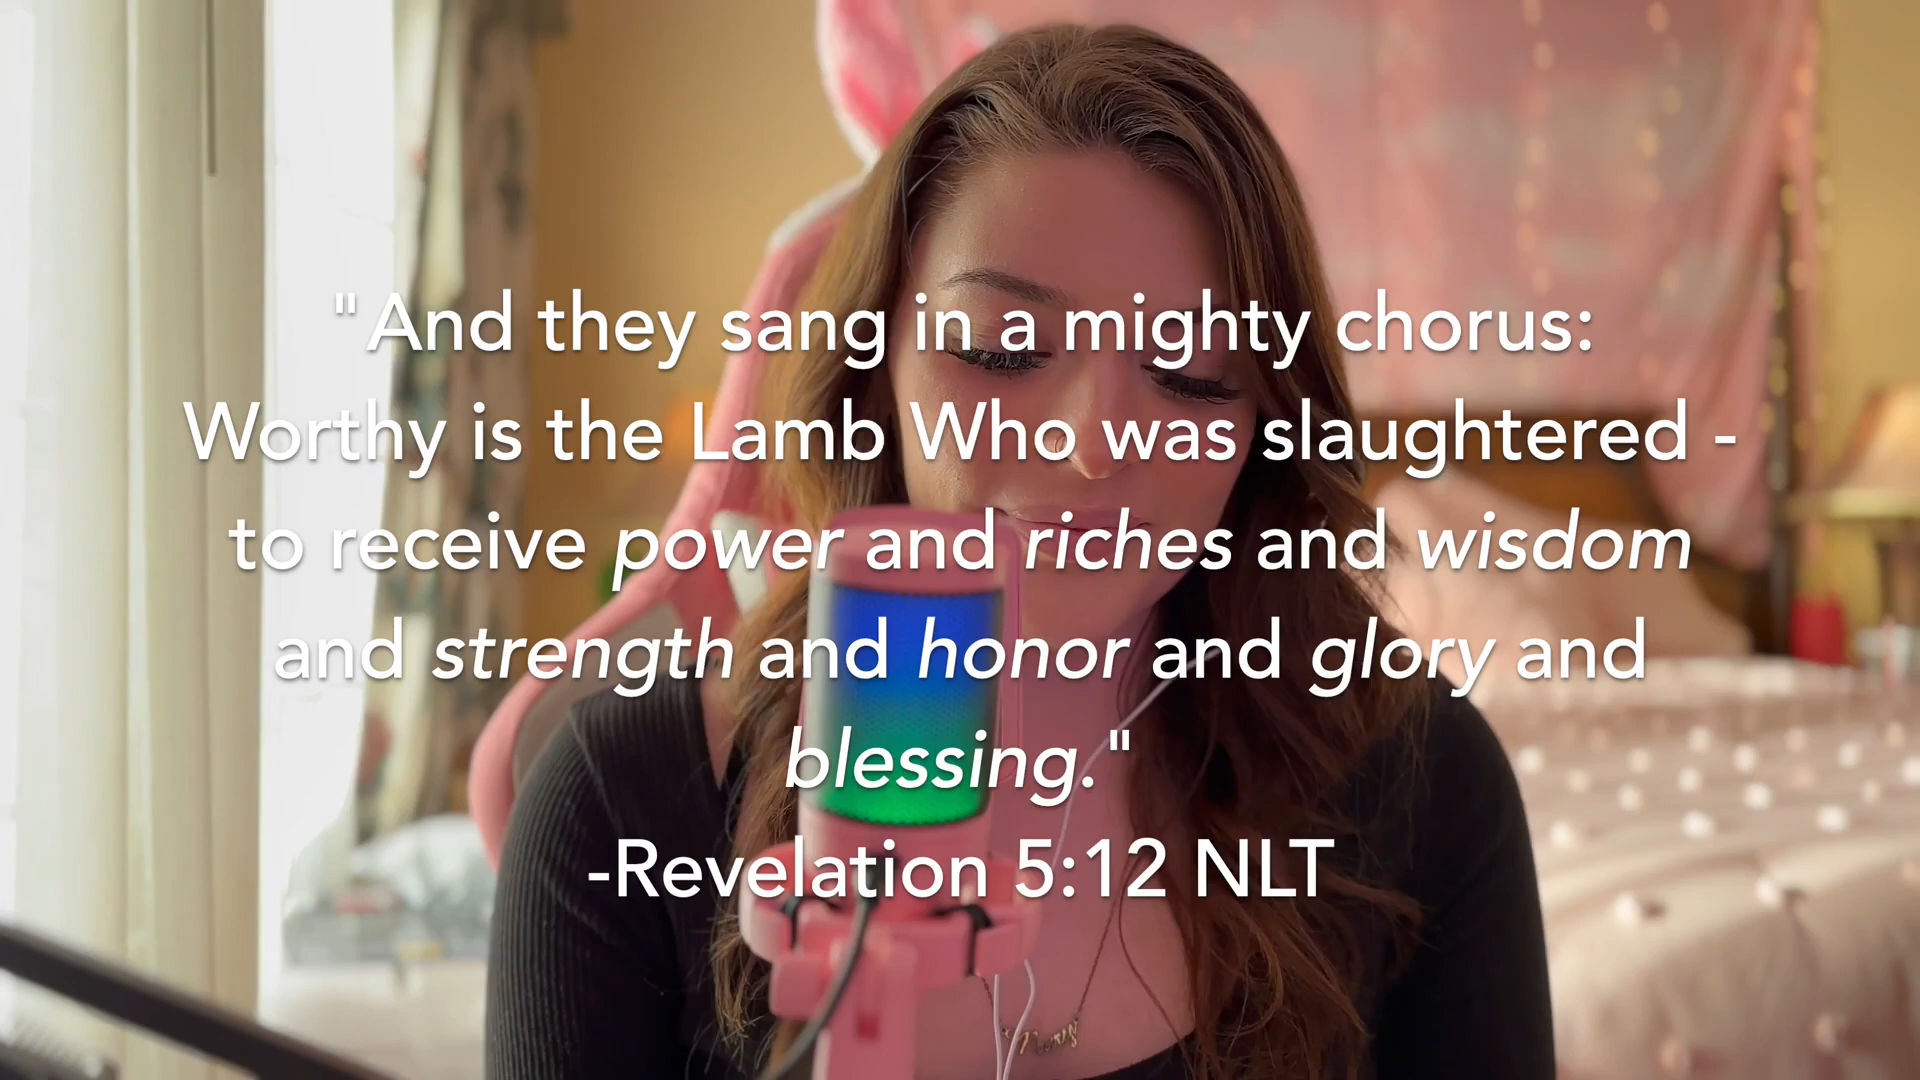 "And they sang in a mighty chorus:
Worthy is the Lamb Who was slaughtered -
to receive power and riches and wisdom
and strength and honor and glory and
blessing."
-Revelation 5:12 NLT